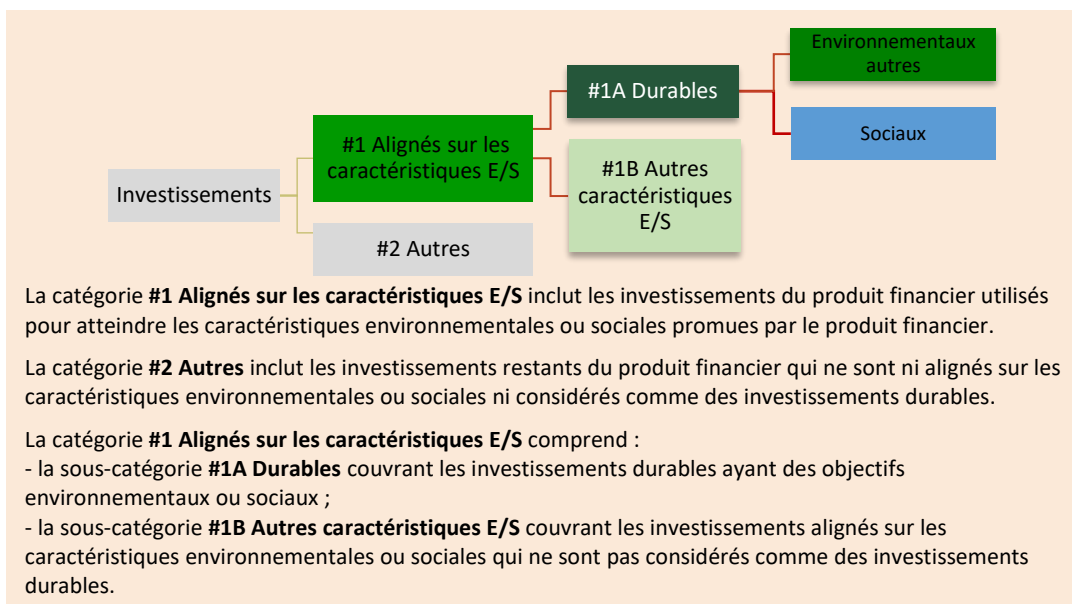 Environnementaux
autres
#1A Durables
Sociaux
#1 Alignés sur les
caractéristiques E/S
#1B Autres
caractéristiques
E/S
Investissements
#2 Autres
La catégorie #1 Alignés sur les caractéristiques E/S inclut les investissements du produit financier utilisés
pour atteindre les caractéristiques environnementales ou sociales promues par le produit financier.
La catégorie #2 Autres inclut les investissements restants du produit financier qui ne sont ni alignés sur les
caractéristiques environnementales ou sociales ni considérés comme des investissements durables.
La catégorie #1 Alignés sur les caractéristiques E/S comprend :
- la sous-catégorie #1A Durables couvrant les investissements durables ayant des objectifs
environnementaux ou sociaux ;
- la sous-catégorie #1B Autres caractéristiques E/S couvrant les investissements alignés sur les
caractéristiques environnementales ou sociales qui ne sont pas considérés comme des investissements
durables.